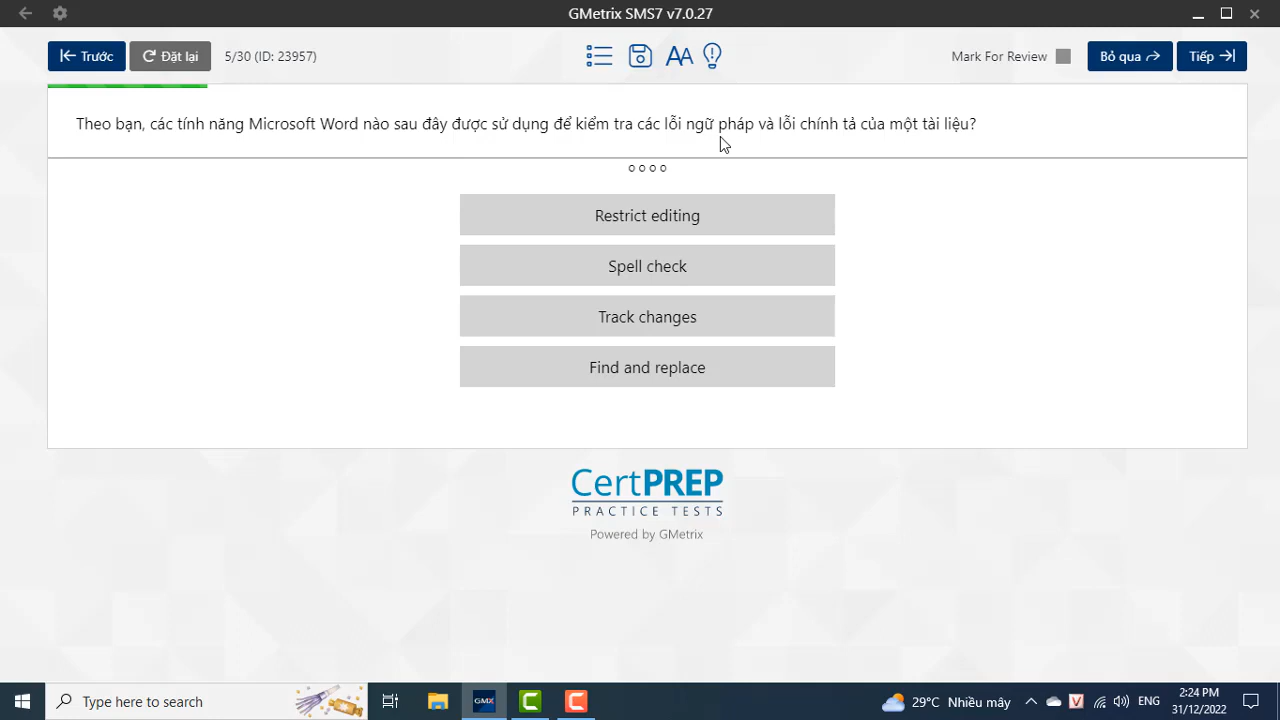 GMetrix SMS7 v7.0.27
Trước
Đặt lại
5/30 (ID: 23957)
AA
Mark For Review
Bỏ qua
Tiếp
Theo bạn, các tính năng Microsoft Word nào sau đây được sử dụng để kiểm tra các lỗi ngữ pháp và lỗi chính tả của một tài liệu?
Restrict editing
Spell check
Track changes
Find and replace
CertPREP
PRACTICE TESTS
Powered by GMetrix
Type here to search
GMX
29°C Nhiều mây
V
ENG
2:24 PM
31/12/2022